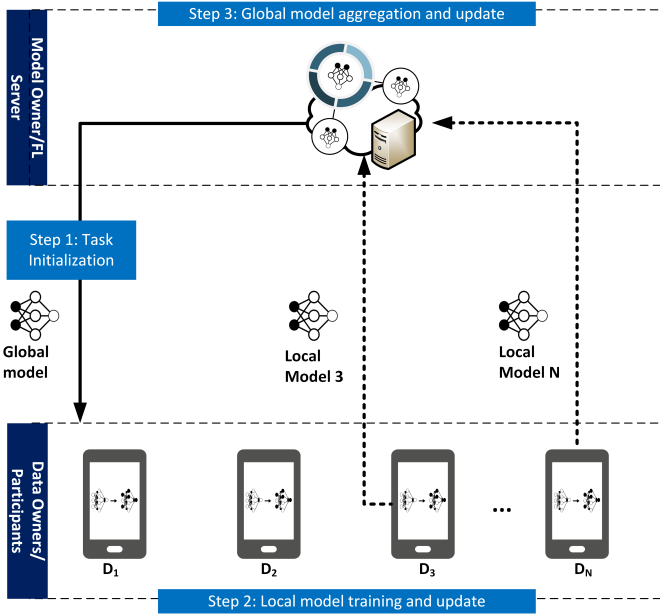 Step 3: Global model aggregation and update
Model Owner/FL
Server
Step 1: Task
Initialization
Global
model
Local
Model 3
Local
Model N
Data Owners/
Participants
...
D1
D2
D3
DN
Step 2: Local model training and update